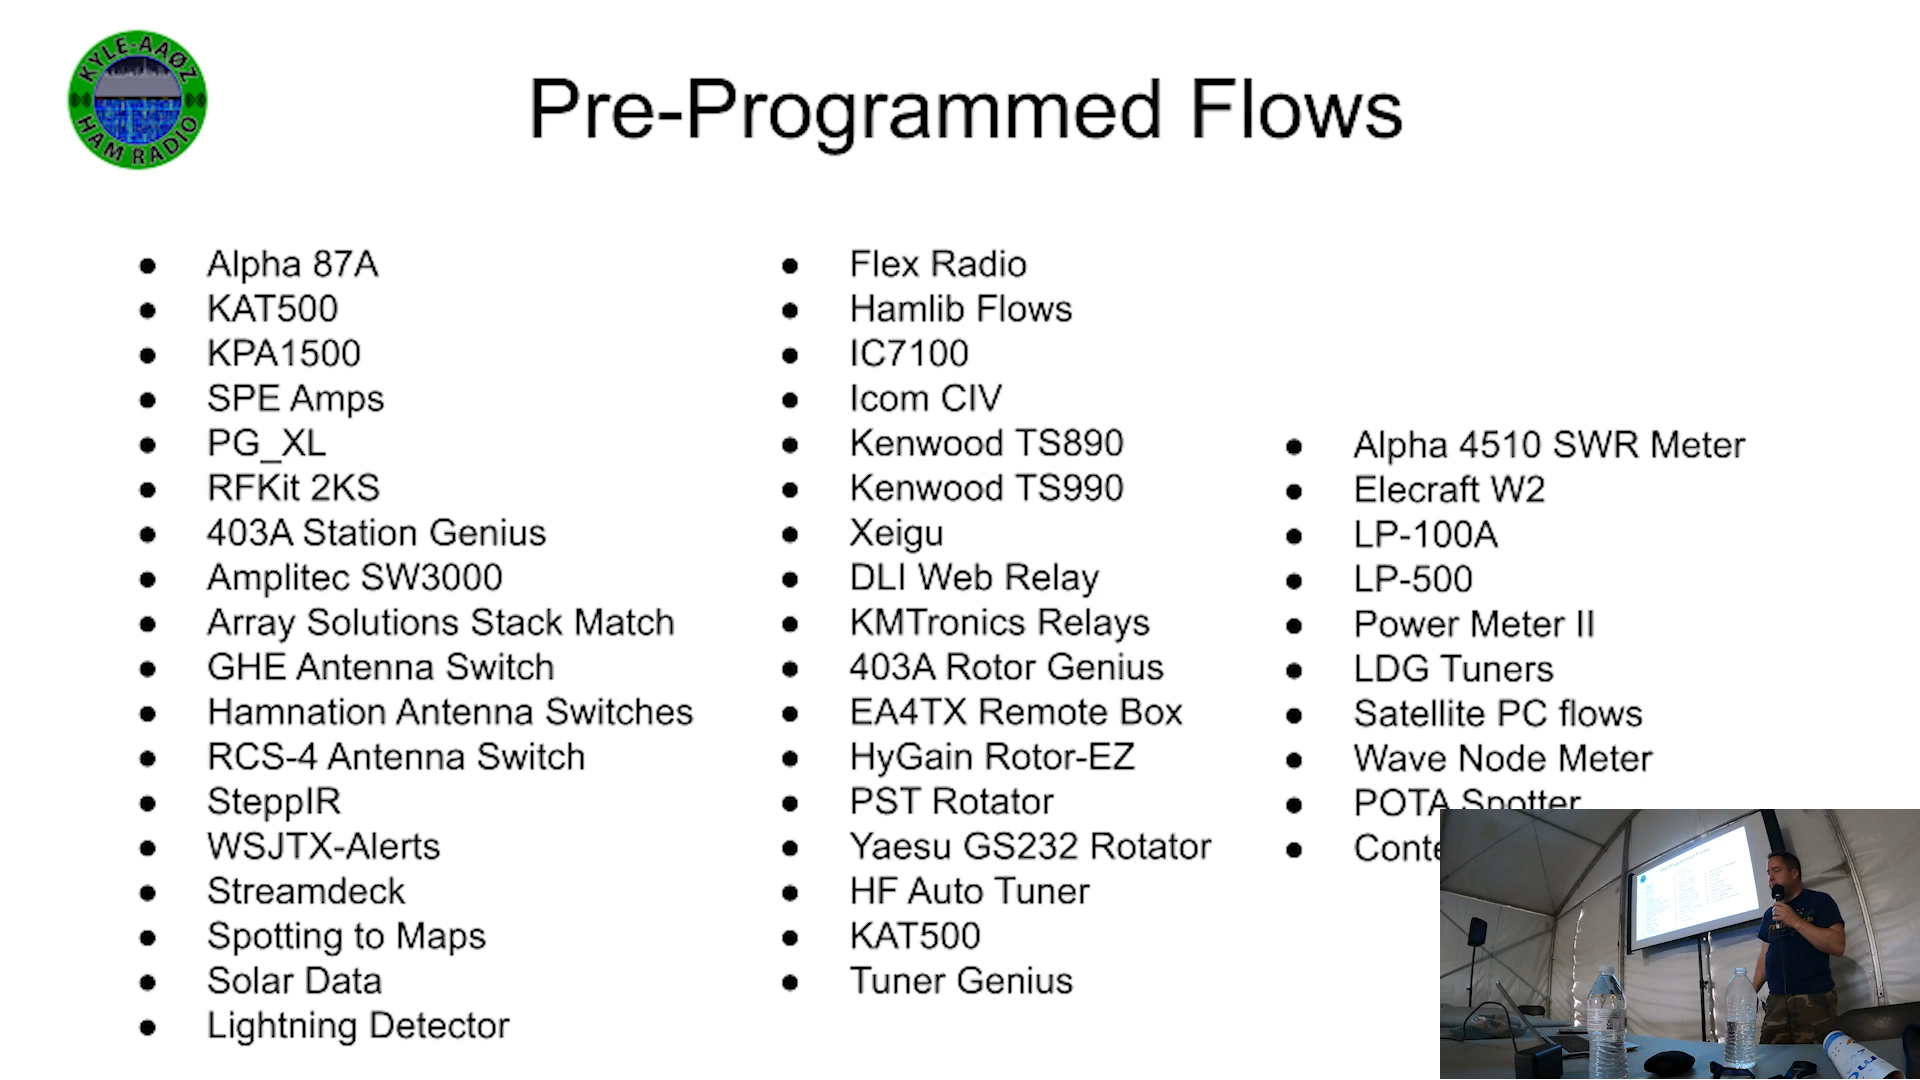 KYLE-AAØZ
HAM RADIO
Pre-Programmed Flows
Alpha 87A
KAT500
KPA1500
SPE Amps
PG_XL
RFKit 2KS
403A Station Genius
Amplitec SW3000
Array Solutions Stack Match
GHE Antenna Switch
Hamnation Antenna Switches
RCS-4 Antenna Switch
SteppIR
WSJTX-Alerts
Streamdeck
Spotting to Maps
Solar Data
Lightning Detector
Flex Radio
Hamlib Flows
IC7100
Icom CIV
Kenwood TS890
Kenwood TS990
Xeigu
DLI Web Relay
KMTronics Relays
403A Rotor Genius
EA4TX Remote Box
HyGain Rotor-EZ
PST Rotator
Yaesu GS232 Rotator
HF Auto Tuner
KAT500
Tuner Genius
Alpha 4510 SWR Meter
Elecraft W2
LP-100A
LP-500
Power Meter II
LDG Tuners
Satellite PC flows
Wave Node Meter
POTA Spotter